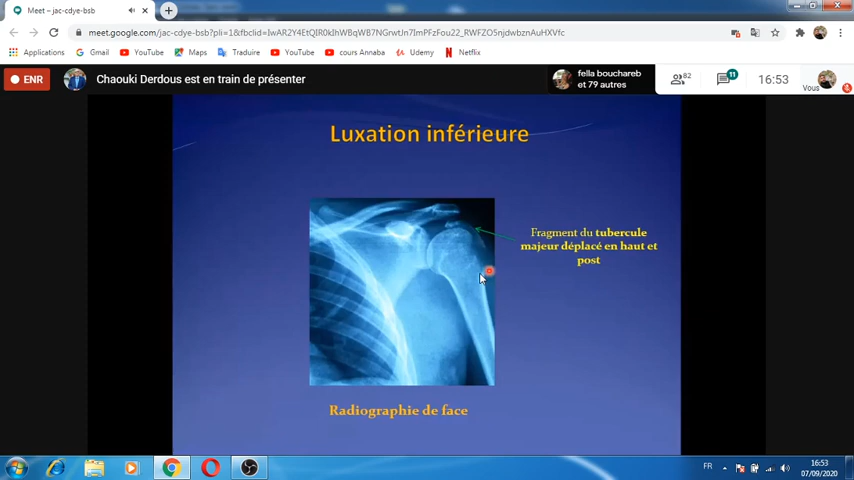 Meet – jac-cdye-bsb
meet.google.com/jac-cdye-bsb?pli=1&fbclid=IwAR2Y4EtQIR0kIhWBqWB7NGrwtJn7ImPFzFou22_RWFZO5njdwbznAuHXVfc
Applications
Gmail
YouTube
Maps
Traduire
YouTube
cours Annaba
Udemy
Netflix
ENR
Chaouki Derdous est en train de présenter
fella bouchareb
et 79 autres
82
11
16:53
Vous
Luxation inférieure
Fragment du tubercule
majeur déplacé en haut et
post
Radiographie de face
FR
16:53
07/09/2020